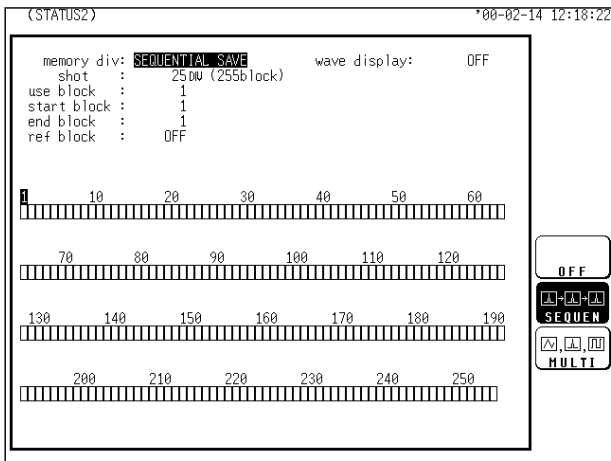 (STATUS2) '00-02-14 12:18:22
memory div: SEQUENTIAL SAVE wave display: OFF
shot : 25DIV (255block)
use block : 1
start block : 1
end block : 1
ref block : OFF
1 10 20 30 40 50 60
70 80 90 100 110 120
130 140 150 160 170 180 190
200 210 220 230 240 250
OFF
SEQUEN
MULTI